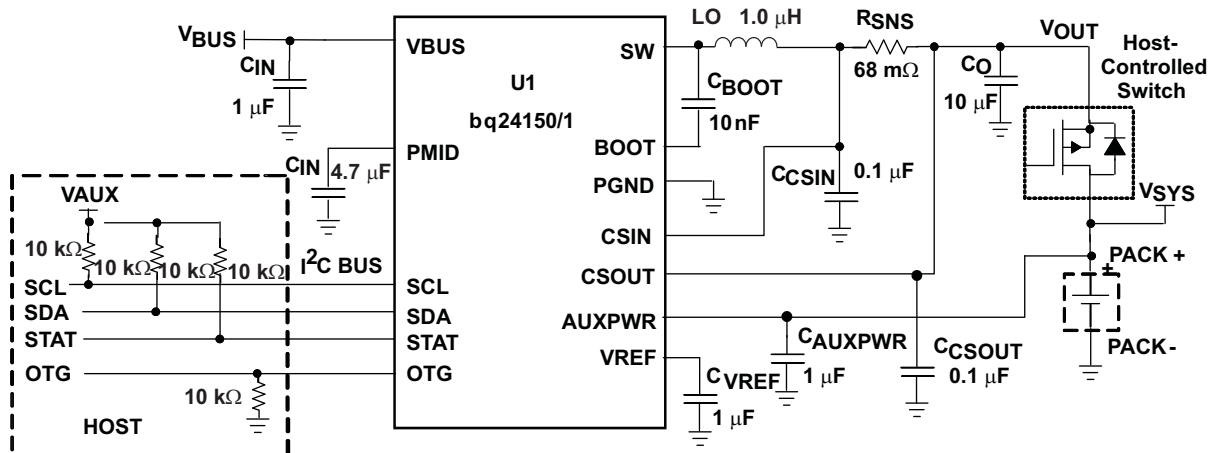 VBUS
CIN
1 μF
VBUS
U1
bq24150/1
SW
LO 1.0 μH
RSNS
68 mΩ
VOUT
Host-
Controlled
Switch
CBOOT
10nF
CO
10 μF
BOOT
PMID
CIN
4.7 μF
PGND
CCSIN
0.1 μF
VSYS
CSIN
VAUX
10 kΩ
10 kΩ
10 kΩ
10 kΩ
I2C BUS
CSOUT
+
PACK +
SCL
SCL
SDA
SDA
AUXPWR
STAT
STAT
CAUXPWR
1 μF
VREF
CVREF
1 μF
CCSOUT
0.1 μF
PACK-
OTG
OTG
10 kΩ
HOST